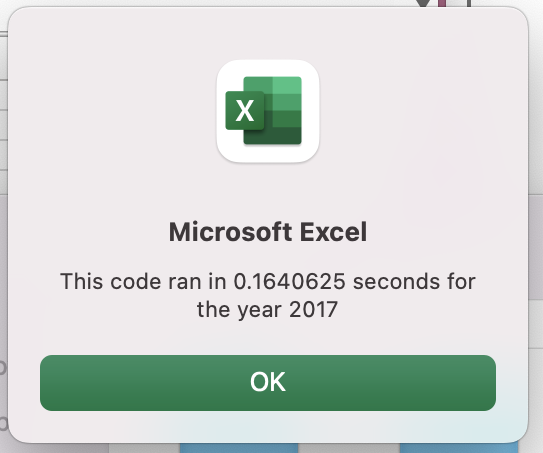 X
Microsoft Excel
This code ran in 0.1640625 seconds for
the year 2017
OK